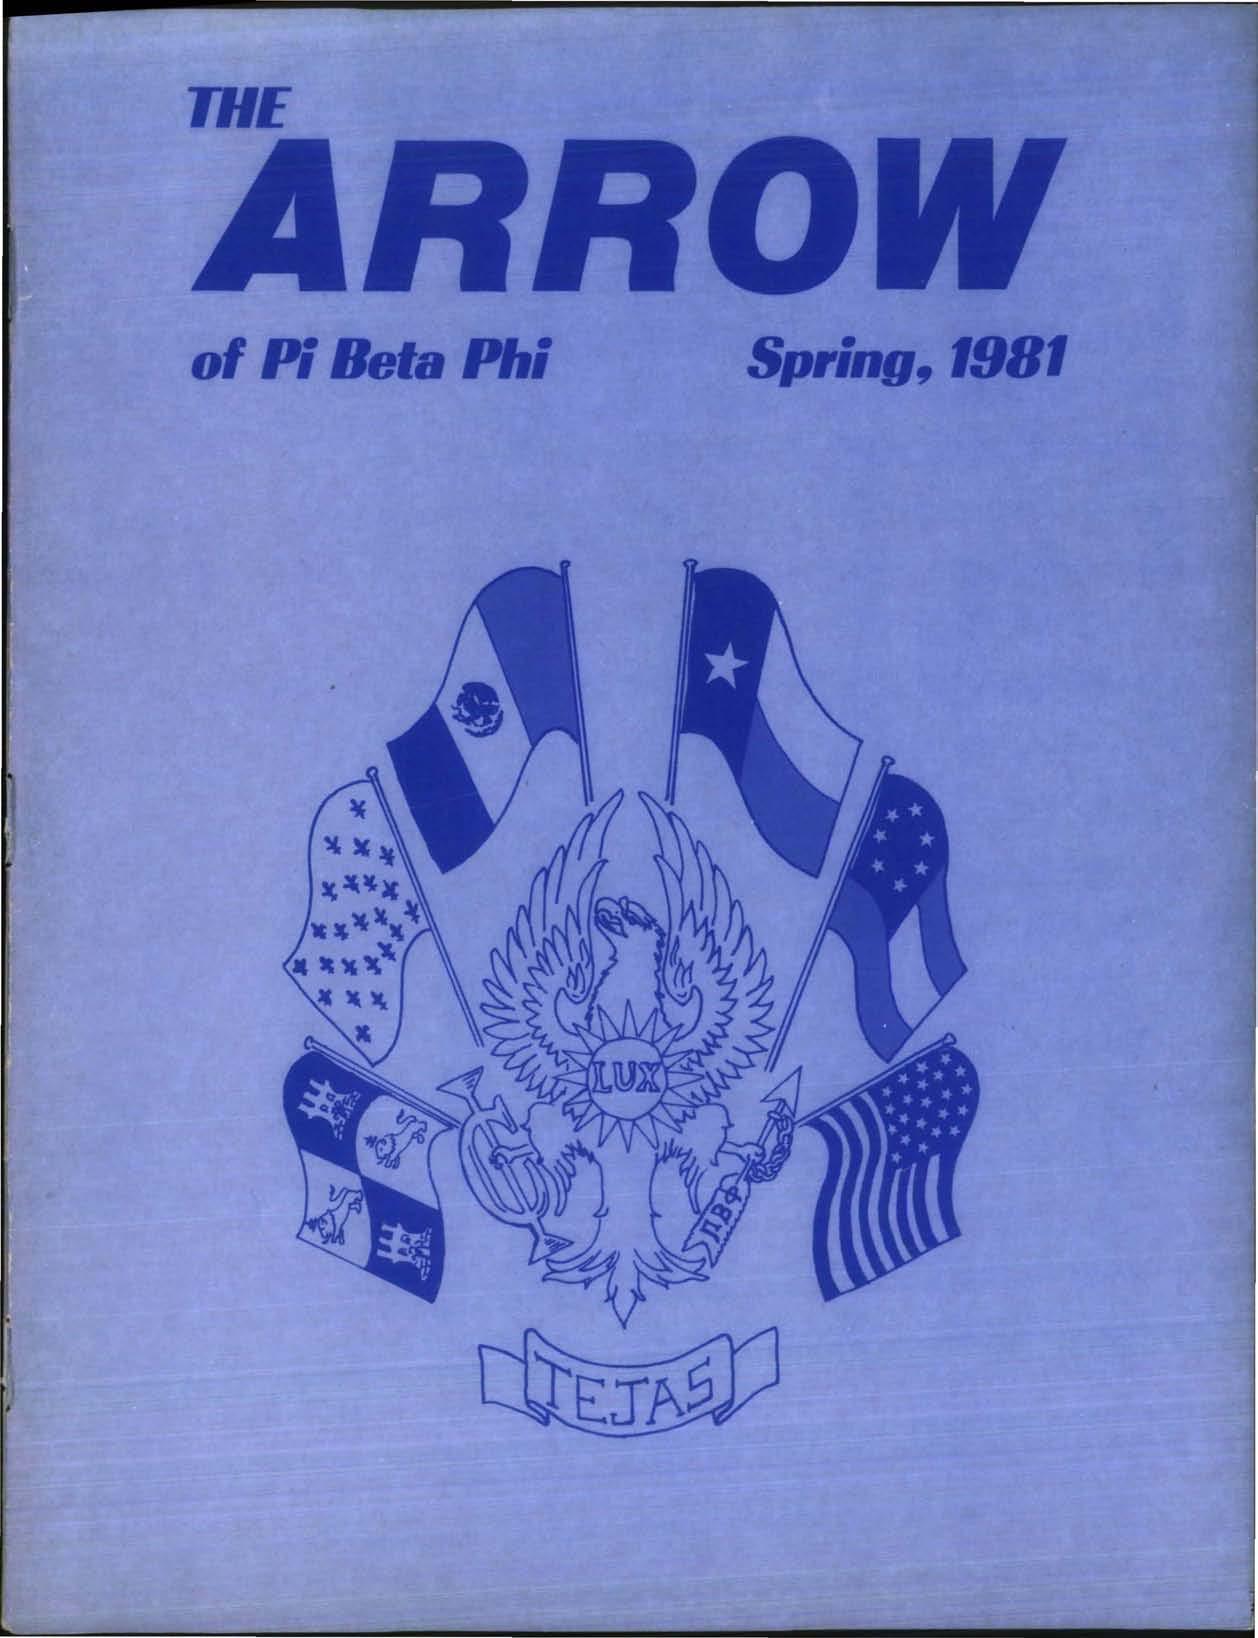 THE
ARROW
of Pi Beta Phi Spring, 1981
LUX
ΠΒΦ
TEJAS